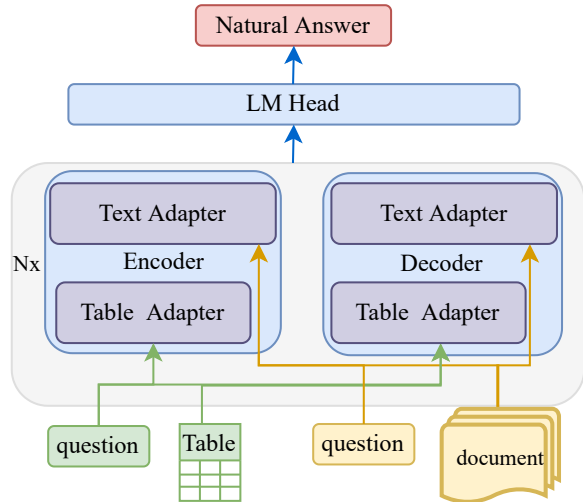 Natural Answer
LM Head
Text Adapter
Text Adapter
Nx
Encoder
Decoder
Table Adapter
Table Adapter
question
Table
question
document